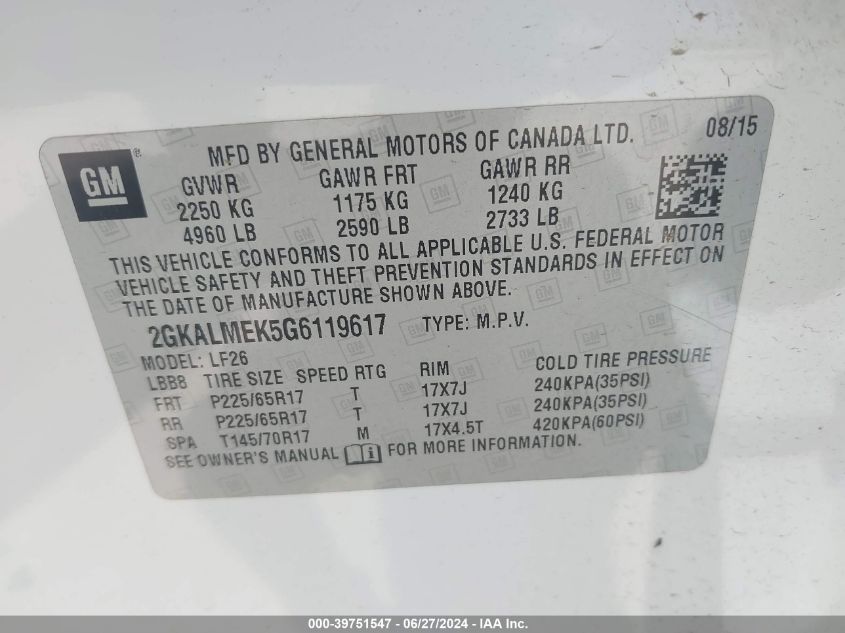 GM ®
MFD BY GENERAL MOTORS OF CANADA LTD. 08/15
GVWR GAWR FRT GAWR RR
2250 KG 1175 KG 1240 KG
4960 LB 2590 LB 2733 LB
THIS VEHICLE CONFORMS TO ALL APPLICABLE U.S. FEDERAL MOTOR
VEHICLE SAFETY AND THEFT PREVENTION STANDARDS IN EFFECT ON
THE DATE OF MANUFACTURE SHOWN ABOVE.
2GKALMEK5G6119617 TYPE: M.P.V.
MODEL: LF26
LBB8 TIRE SIZE SPEED RTG RIM COLD TIRE PRESSURE
FRT P225/65R17 T 17X7J 240KPA(35PSI)
RR P225/65R17 T 17X7J 240KPA(35PSI)
SPA T145/70R17 M 17X4.5T 420KPA(60PSI)
SEE OWNER'S MANUAL i FOR MORE INFORMATION.
000-39751547 - 06/27/2024 - IAA Inc.